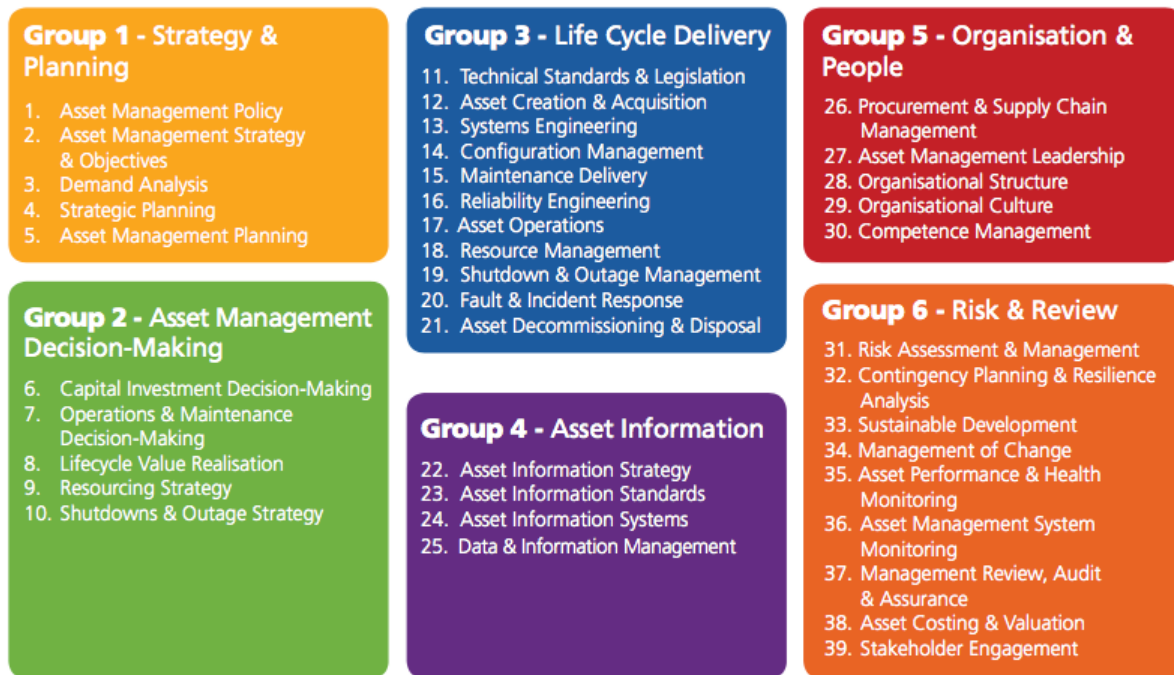 Group 1 - Strategy &
Planning
1. Asset Management Policy
2. Asset Management Strategy
& Objectives
3. Demand Analysis
4. Strategic Planning
5. Asset Management Planning
Group 2 - Asset Management
Decision-Making
6. Capital Investment Decision-Making
7. Operations & Maintenance
Decision-Making
8. Lifecycle Value Realisation
9. Resourcing Strategy
10. Shutdowns & Outage Strategy
Group 3 - Life Cycle Delivery
11. Technical Standards & Legislation
12. Asset Creation & Acquisition
13. Systems Engineering
14. Configuration Management
15. Maintenance Delivery
16. Reliability Engineering
17. Asset Operations
18. Resource Management
19. Shutdown & Outage Management
20. Fault & Incident Response
21. Asset Decommissioning & Disposal
Group 4 - Asset Information
22. Asset Information Strategy
23. Asset Information Standards
24. Asset Information Systems
25. Data & Information Management
Group 5 - Organisation &
People
26. Procurement & Supply Chain
Management
27. Asset Management Leadership
28. Organisational Structure
29. Organisational Culture
30. Competence Management
Group 6 - Risk & Review
31. Risk Assessment & Management
32. Contingency Planning & Resilience
Analysis
33. Sustainable Development
34. Management of Change
35. Asset Performance & Health
Monitoring
36. Asset Management System
Monitoring
37. Management Review, Audit
& Assurance
38. Asset Costing & Valuation
39. Stakeholder Engagement